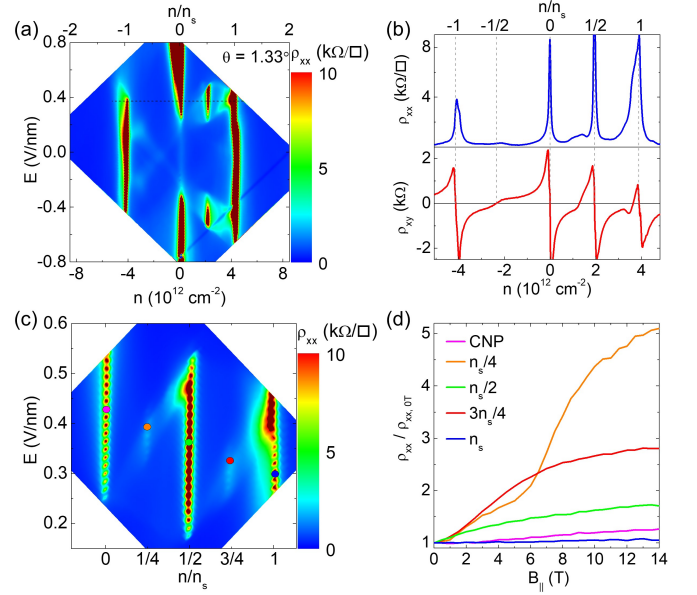 (a)
n/n_s
-2 -1 0 1 2
θ = 1.33°
ρ_xx (kΩ/□)
10
5
0
E (V/nm)
0.8
0.4
0.0
-0.4
-0.8
-8 -4 0 4 8
n (10^12 cm^-2)
(b)
n/n_s
-1 -1/2 0 1/2 1
ρ_xx (kΩ/□)
8
4
ρ_xy (kΩ)
2
0
-2
-4 -2 0 2 4
n (10^12 cm^-2)
(c)
ρ_xx (kΩ/□)
10
5
0
E (V/nm)
0.6
0.5
0.4
0.3
0.2
0 1/4 1/2 3/4 1
n/n_s
(d)
ρ_xx / ρ_xx, 0T
5
4
3
2
1
CNP
n_s/4
n_s/2
3n_s/4
n_s
0 2 4 6 8 10 12 14
B_|| (T)